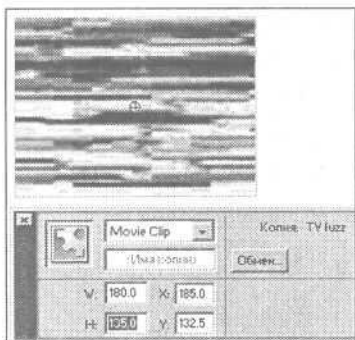 Movie Clip
Копия: TV fuzz
‹Имя копии›
Обмен...
W: 180.0 X: 185.0
H: 135.0 Y: 132.5